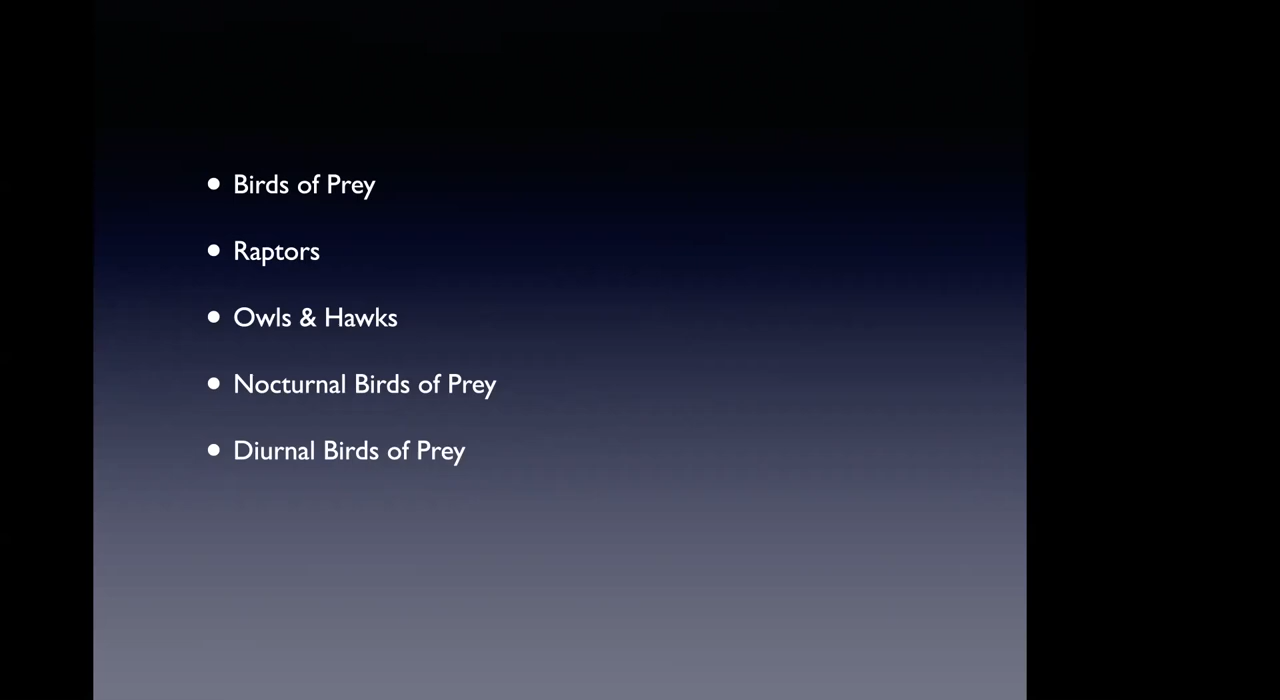 • Birds of Prey
• Raptors
• Owls & Hawks
• Nocturnal Birds of Prey
• Diurnal Birds of Prey